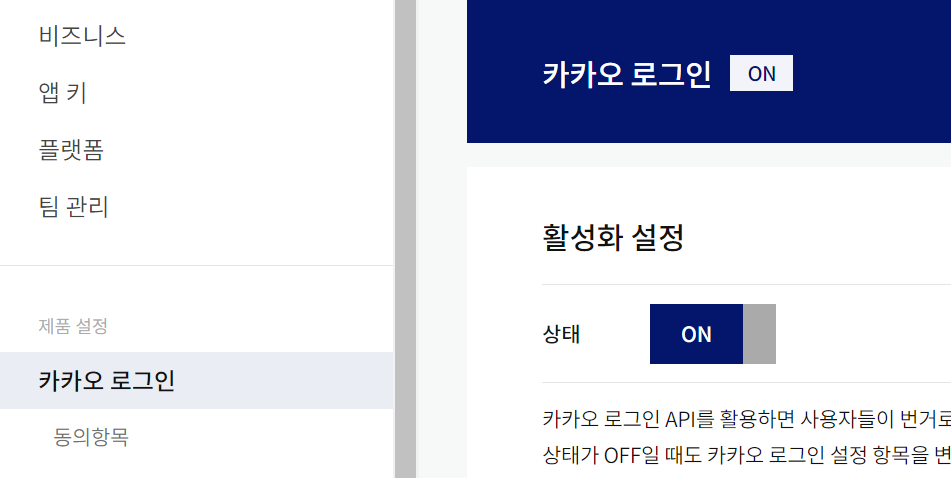 비즈니스
앱 키
플랫폼
팀 관리
제품 설정
카카오 로그인
동의항목
카카오 로그인 ON
활성화 설정
상태 ON
카카오 로그인 API를 활용하면 사용자들이 번거로
상태가 OFF일 때도 카카오 로그인 설정 항목을 변